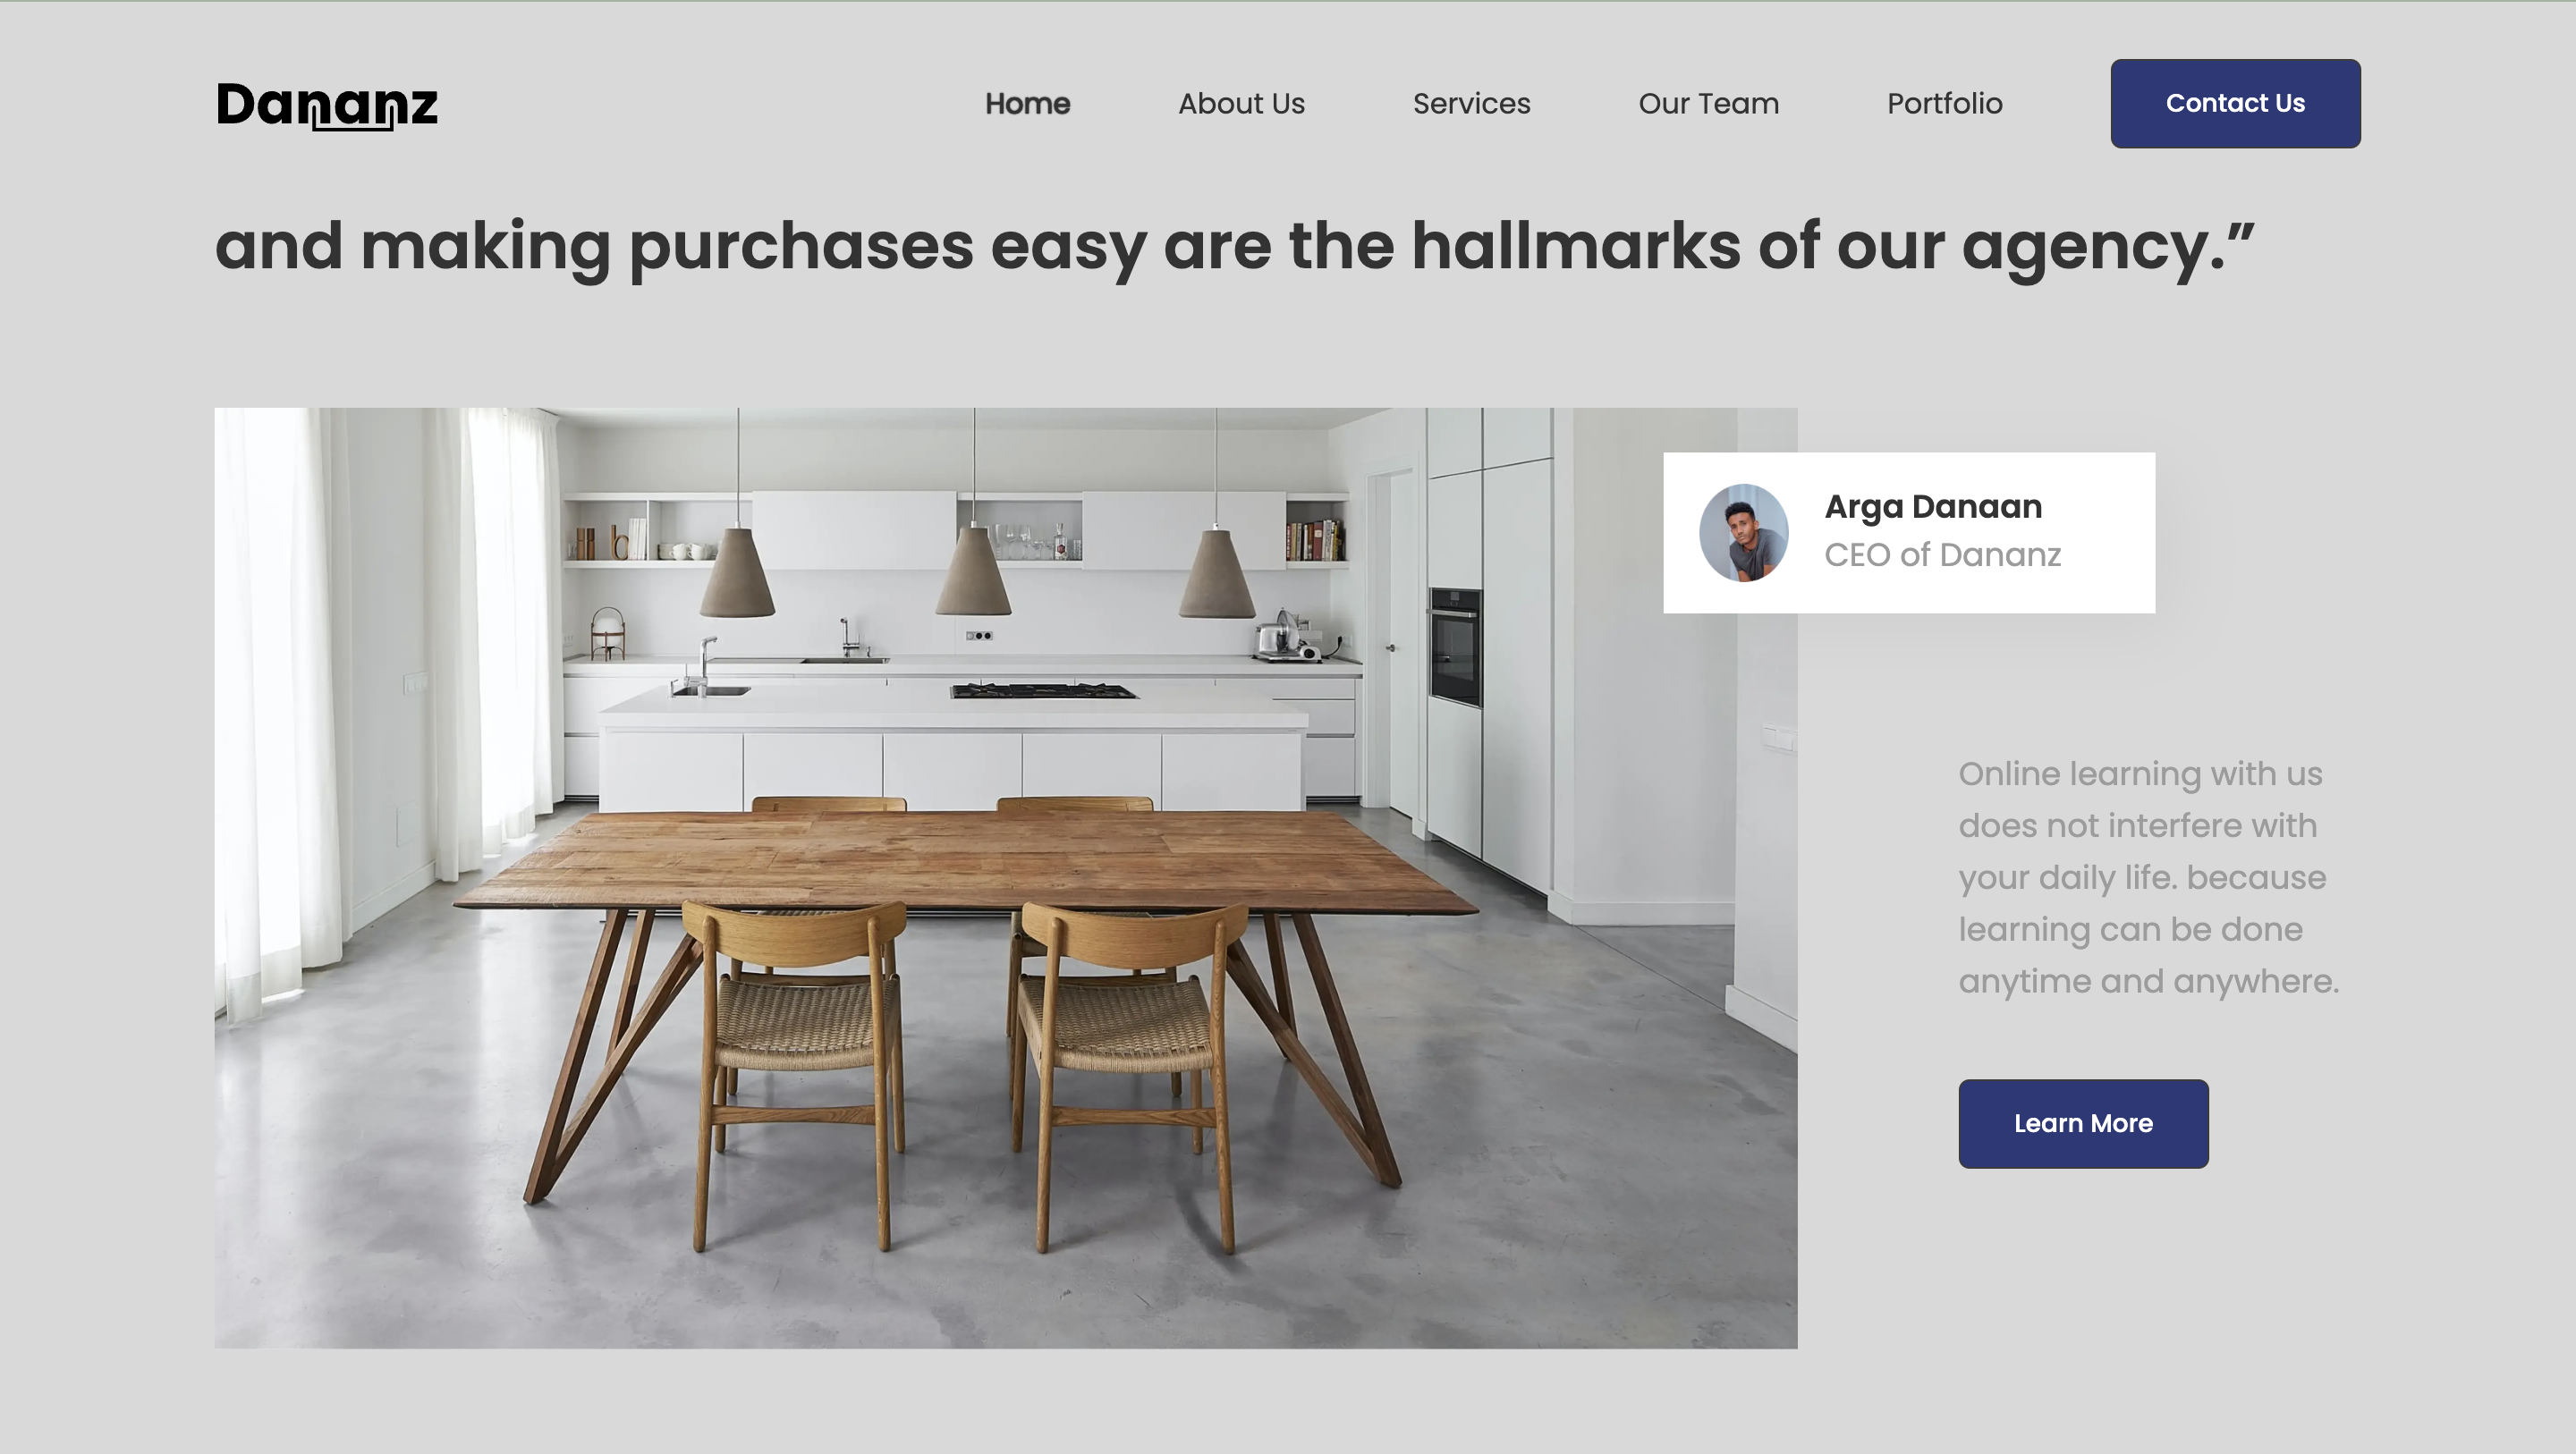 Dananz
Home
About Us
Services
Our Team
Portfolio
Contact Us
and making purchases easy are the hallmarks of our agency.”
Arga Danaan
CEO of Dananz
Online learning with us
does not interfere with
your daily life. because
learning can be done
anytime and anywhere.
Learn More